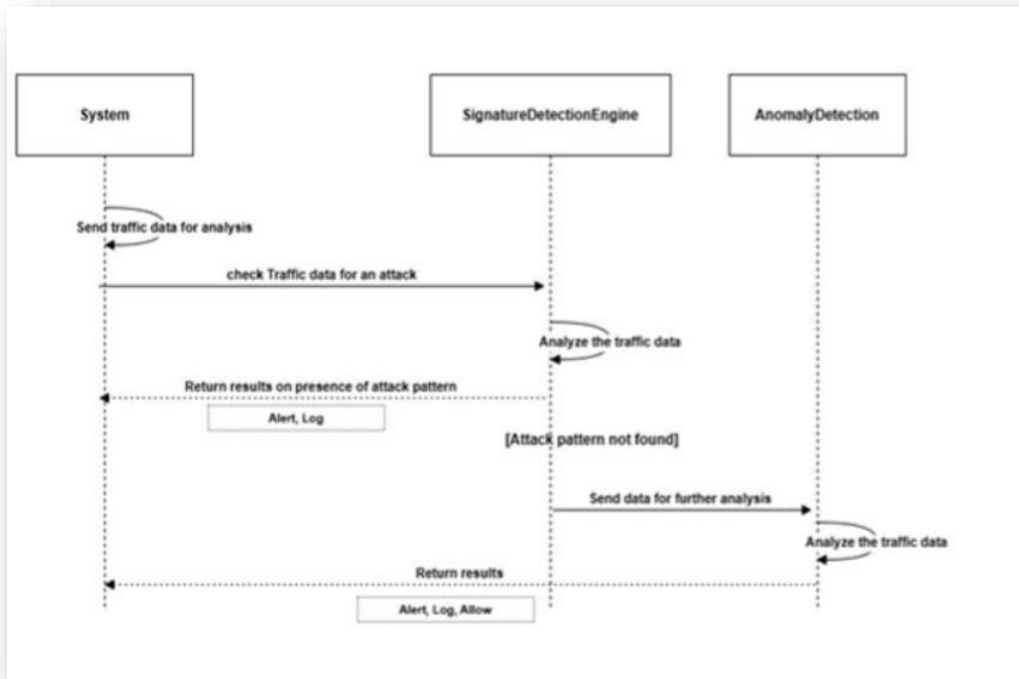 System
SignatureDetectionEngine
AnomalyDetection
Send traffic data for analysis
check Traffic data for an attack
Analyze the traffic data
Return results on presence of attack pattern
Alert, Log
[Attack pattern not found]
Send data for further analysis
Analyze the traffic data
Return results
Alert, Log, Allow